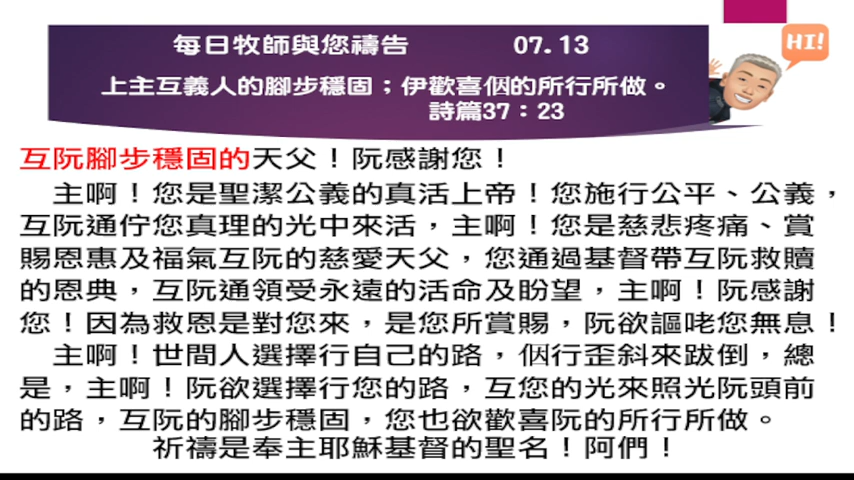 每日牧師與您禱告 07.13
HI!
上主互義人的腳步穩固；伊歡喜𪜶的所行所做。
詩篇37：23
互阮腳步穩固的天父！阮感謝您！
主啊！您是聖潔公義的真活上帝！您施行公平、公義，
互阮通佇您真理的光中來活，主啊！您是慈悲疼痛、賞
賜恩惠及福氣互阮的慈愛天父，您通過基督帶互阮救贖
的恩典，互阮通領受永遠的活命及盼望，主啊！阮感謝
您！因為救恩是對您來，是您所賞賜，阮欲謳咾您無息！
主啊！世間人選擇行自己的路，𪜶行歪斜來跋倒，總
是，主啊！阮欲選擇行您的路，互您的光來照光阮頭前
的路，互阮的腳步穩固，您也欲歡喜阮的所行所做。
祈禱是奉主耶穌基督的聖名！阿們！